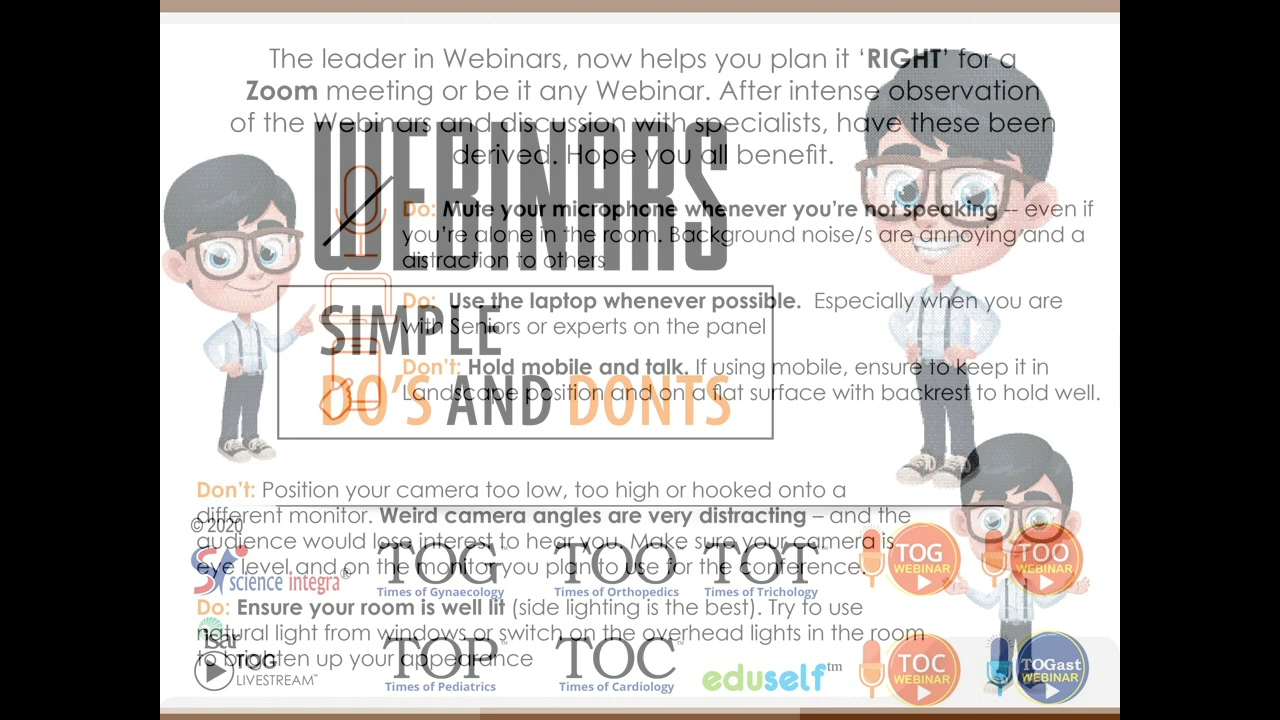 The leader in Webinars, now helps you plan it ‘RIGHT’ for a
Zoom meeting or be it any Webinar. After intense observation
of the Webinars and discussion with specialists, have these been
derived. Hope you all benefit.
WEBINARS
SIMPLE
DO'S AND DONTS
Do: Mute your microphone whenever you're not speaking -- even if
you're alone in the room. Background noise/s are annoying and a
distraction to others
Do: Use the laptop whenever possible. Especially when you are
with Seniors or experts on the panel
Don't: Hold mobile and talk. If using mobile, ensure to keep it in
Landscape position and on a flat surface with backrest to hold well.
Don't: Position your camera too low, too high or hooked onto a
different monitor. Weird camera angles are very distracting – and the
audience would lose interest to hear you. Make sure your camera is
eye level and on the monitor you plan to use for the conference.
Do: Ensure your room is well lit (side lighting is the best). Try to use
natural light from windows or switch on the overhead lights in the room
to brighten up your appearance
© 2020
science integra®
TOG™
Times of Gynaecology
TOO™
Times of Orthopedics
TOT™
Times of Trichology
TOG
WEBINAR
TOO
WEBINAR
isar
TOG
LIVESTREAM™
TOP™
Times of Pediatrics
TOC™
Times of Cardiology
eduself™
TOC
WEBINAR
TOGast
WEBINAR